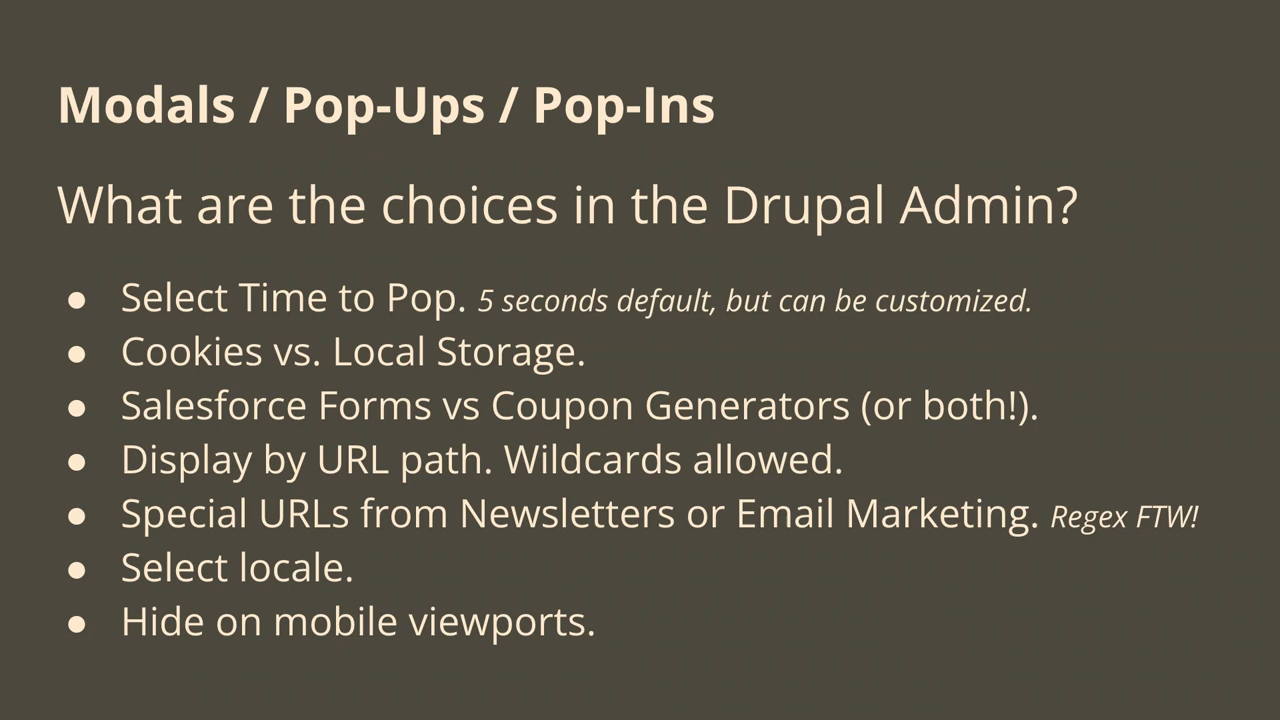 Modals / Pop-Ups / Pop-Ins
What are the choices in the Drupal Admin?
● Select Time to Pop. 5 seconds default, but can be customized.
● Cookies vs. Local Storage.
● Salesforce Forms vs Coupon Generators (or both!).
● Display by URL path. Wildcards allowed.
● Special URLs from Newsletters or Email Marketing. Regex FTW!
● Select locale.
● Hide on mobile viewports.